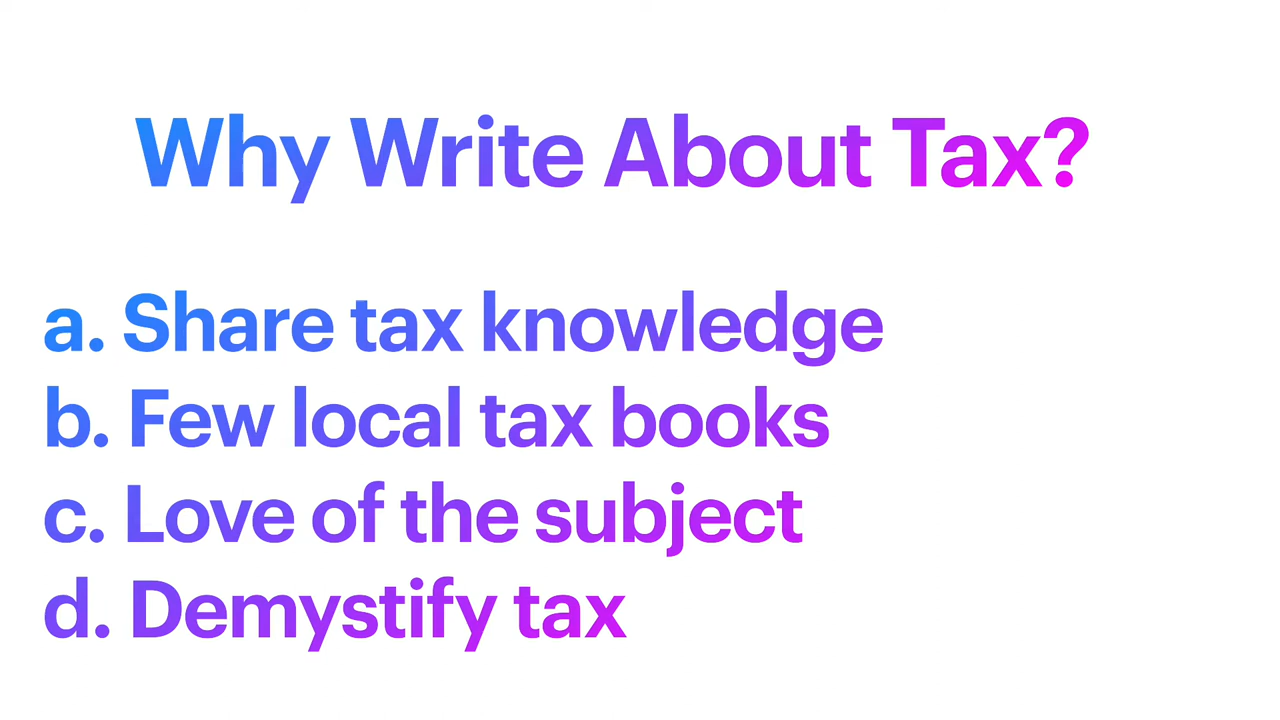 Why Write About Tax?
a. Share tax knowledge
b. Few local tax books
c. Love of the subject
d. Demystify tax